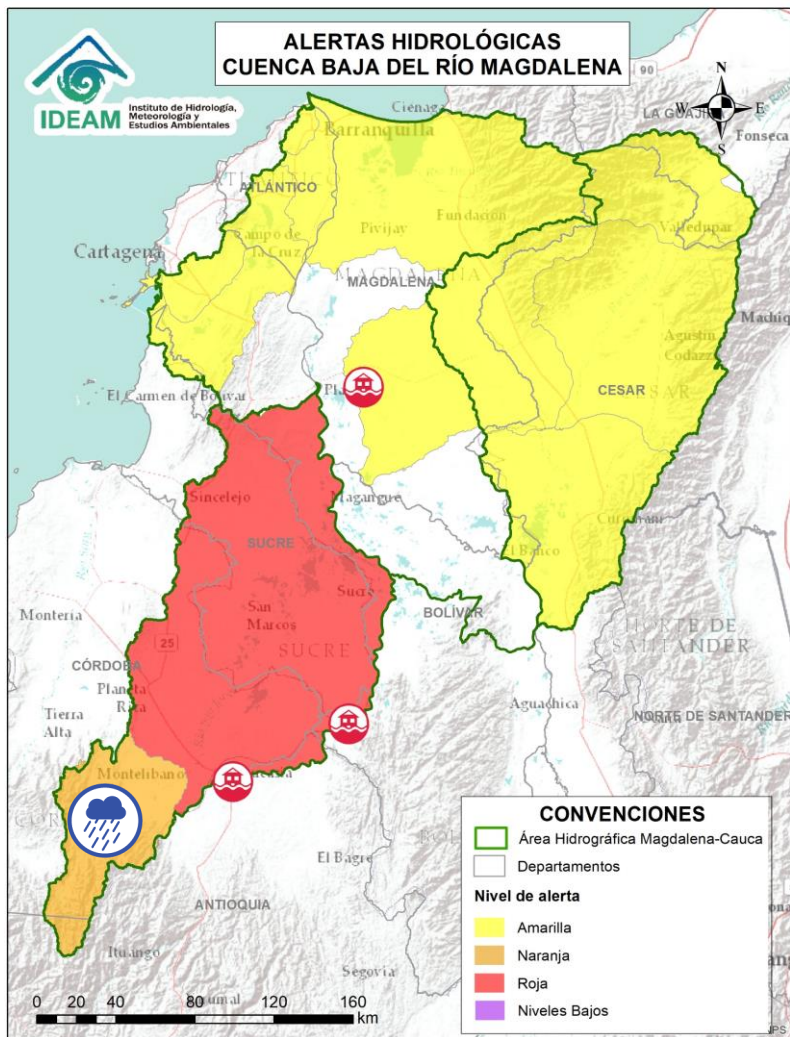 ALERTAS HIDROLÓGICAS
CUENCA BAJA DEL RÍO MAGDALENA
IDEAM
Instituto de Hidrología,
Meteorología y
Estudios Ambientales
90
N
W
E
S
Ciénaga
LA GUAJIRA
Fonseca
Barranquilla
ATLÁNTICO
Fundación
Pivijay
Valledupar
Campo de
la Cruz
Cartagena
MAGDALENA
MAGDALENA
Agustín
Codazzi
CESAR
El Carmen de Bolívar
Sincelejo
Magangué
SUCRE
El Banco
Sucre
BOLÍVAR
San
Marcos
Montería
SUCRE
25
NORTE DE
SANTANDER
CÓRDOBA
Planeta
Rica
Aguachica
Tierra
Alta
NORTE DE SANTANDER
Montelíbano
El Bagre
ANTIOQUIA
Ituango
Segovia
0 20 40 80 120 160
km
CONVENCIONES
Área Hidrográfica Magdalena-Cauca
Departamentos
Nivel de alerta
Amarilla
Naranja
Roja
Niveles Bajos